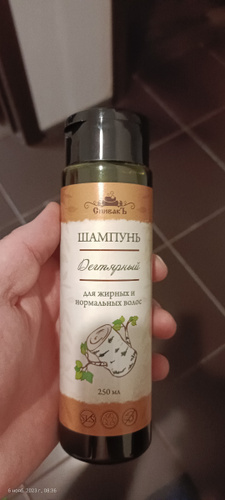 СпивакЪ
ШАМПУНЬ
Дегтярный
для жирных и
нормальных волос
250 мл